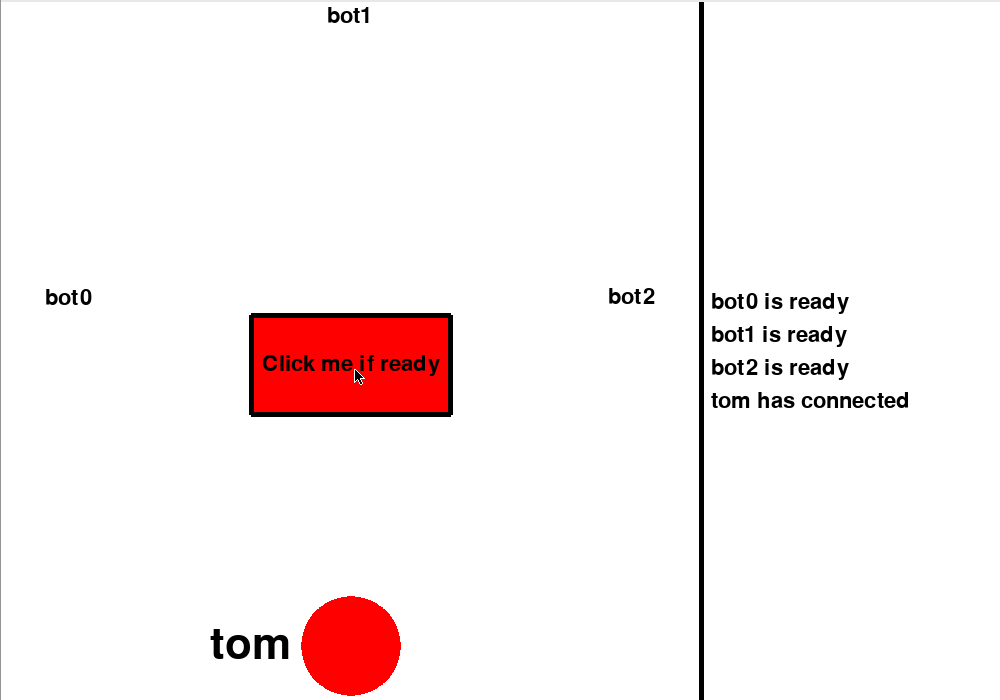 bot1
bot0
bot2
Click me if ready
tom
bot0 is ready
bot1 is ready
bot2 is ready
tom has connected